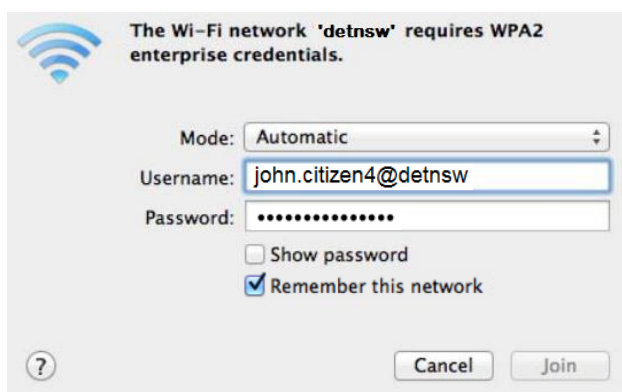 The Wi-Fi network 'detnsw' requires WPA2
enterprise credentials.
Mode: Automatic
Username: john.citizen4@detnsw
Password: •••••••••••••••
Show password
Remember this network
? Cancel Join